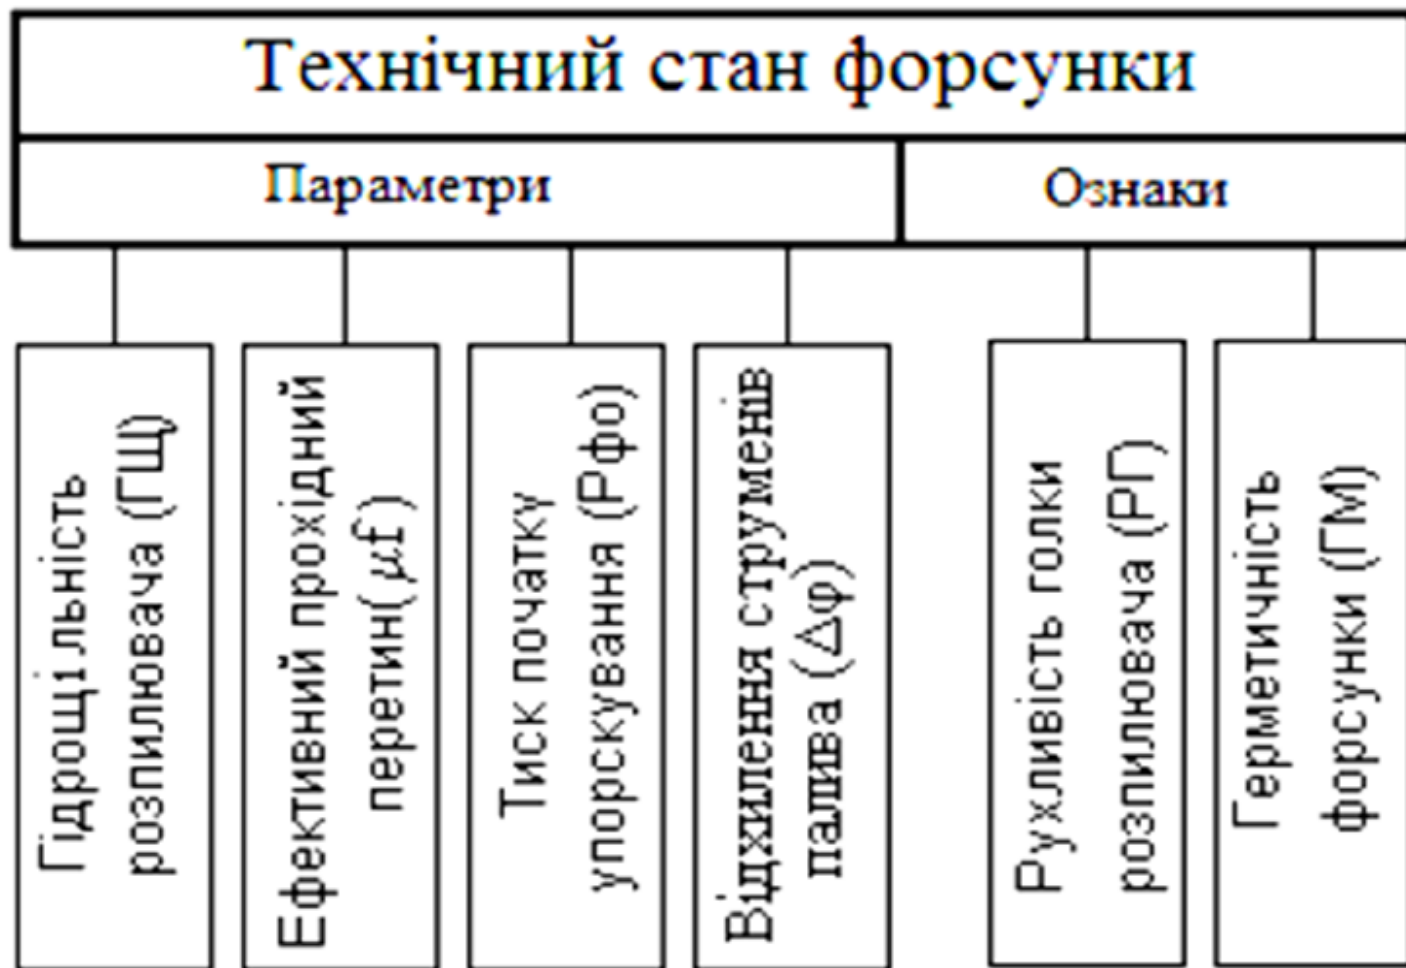 Технічний стан форсунки
Параметри
Ознаки
Гідрощільність
розпилювача (ГЩ)
Ефективний прохідний
перетин( μf )
Тиск початку
упорскування (Рфо)
Відхилення струменів
палива (Δφ)
Рухливість голки
розпилювача (РГ)
Герметичність
форсунки (ГМ)